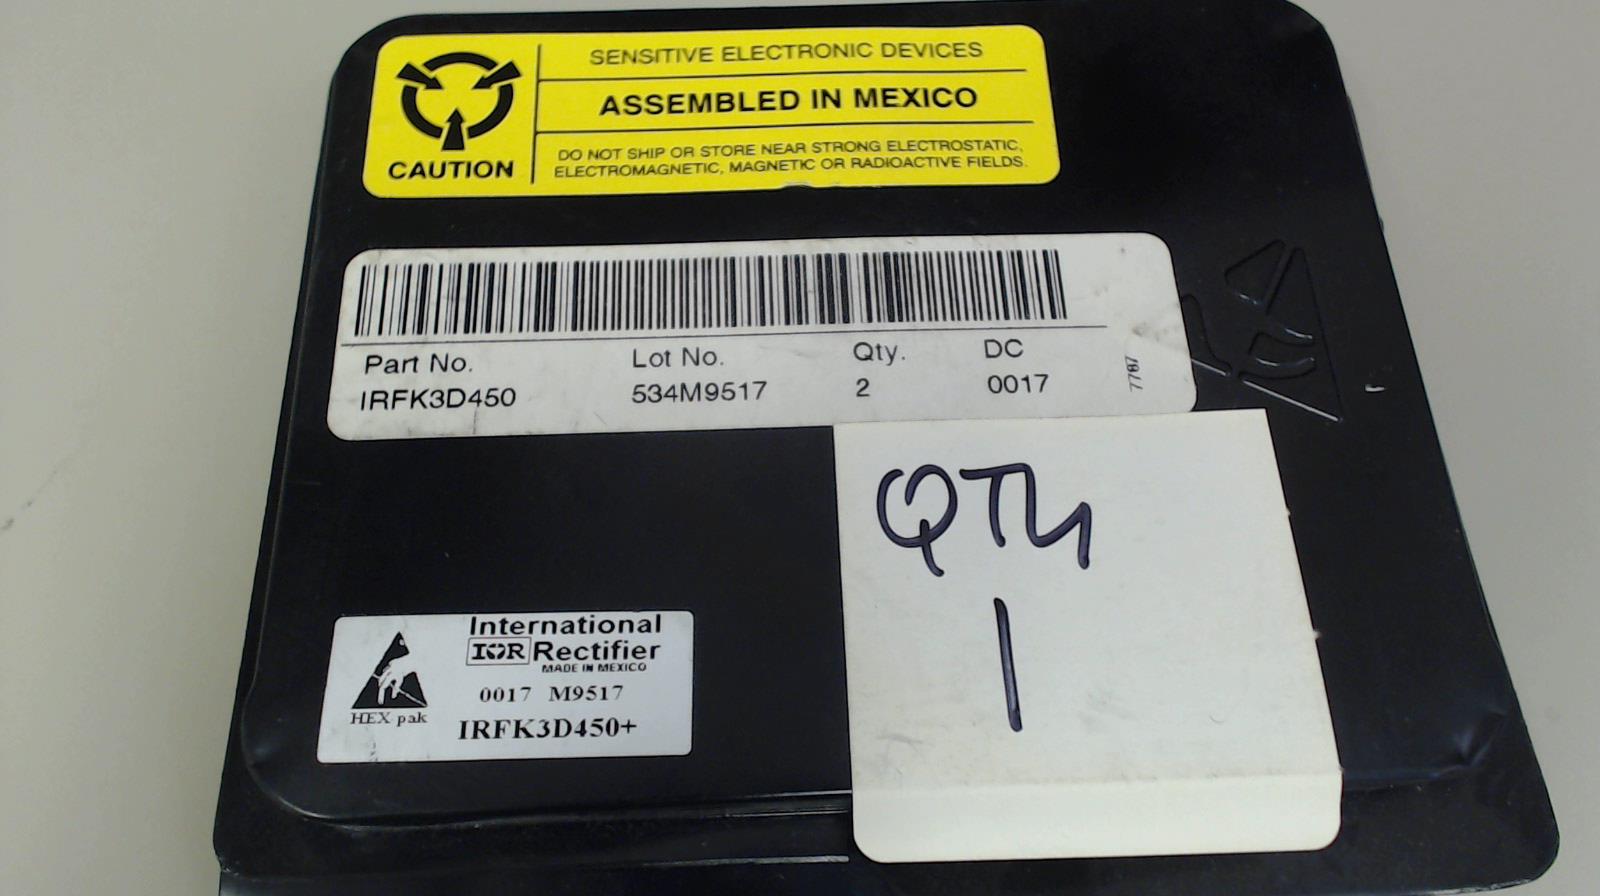 SENSITIVE ELECTRONIC DEVICES
ASSEMBLED IN MEXICO
DO NOT SHIP OR STORE NEAR STRONG ELECTROSTATIC,
ELECTROMAGNETIC, MAGNETIC OR RADIOACTIVE FIELDS.
CAUTION
Part No. Lot No. Qty. DC
IRFK3D450 534M9517 2 0017
7787
QTY
1
International
IOR Rectifier
MADE IN MEXICO
0017 M9517
HEX pak
IRFK3D450+